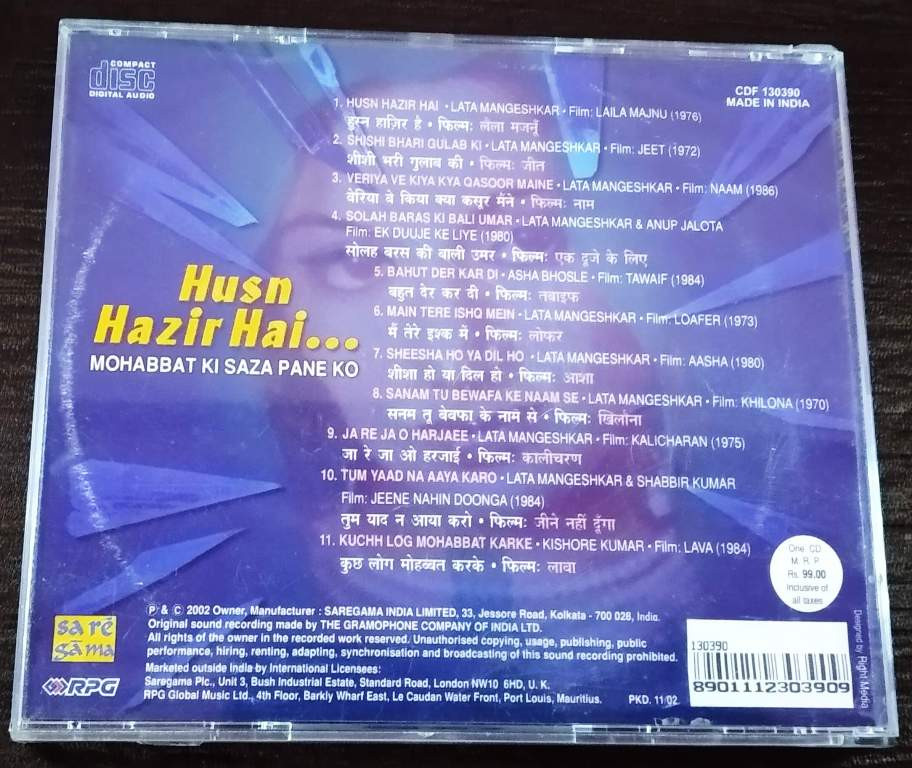 COMPACT
disc
DIGITAL AUDIO
CDF 130390
MADE IN INDIA
1. HUSN HAZIR HAI • LATA MANGESHKAR • Film: LAILA MAJNU (1976)
हुस्न हाज़िर है • फिल्मः लैला मजनूँ
2. SHISHI BHARI GULAB KI • LATA MANGESHKAR • Film: JEET (1972)
शीशी भरी गुलाब की • फिल्मः जीत
3. VERIYA VE KIYA KYA QASOOR MAINE • LATA MANGESHKAR • Film: NAAM (1986)
वेरिया वे किया क्या कसूर मैंने • फिल्मः नाम
4. SOLAH BARAS KI BALI UMAR • LATA MANGESHKAR & ANUP JALOTA
Film: EK DUUJE KE LIYE (1980)
सोलह बरस की बाली उमर • फिल्मः एक दूजे के लिए
5. BAHUT DER KAR DI • ASHA BHOSLE • Film: TAWAIF (1984)
बहुत देर कर दी • फिल्मः तबाइफ
6. MAIN TERE ISHQ MEIN • LATA MANGESHKAR • Film: LOAFER (1973)
मैं तेरे इश्क में • फिल्मः लोफर
7. SHEESHA HO YA DIL HO • LATA MANGESHKAR • Film: AASHA (1980)
शीशा हो या दिल हो • फिल्मः आशा
8. SANAM TU BEWAFA KE NAAM SE • LATA MANGESHKAR • Film: KHILONA (1970)
सनम तू बेवफा के नाम से • फिल्मः खिलौना
9. JA RE JA O HARJAEE • LATA MANGESHKAR • Film: KALICHARAN (1975)
जा रे जा ओ हरजाई • फिल्मः कालीचरण
10. TUM YAAD NA AAYA KARO • LATA MANGESHKAR & SHABBIR KUMAR
Film: JEENE NAHIN DOONGA (1984)
तुम याद न आया करो • फिल्मः जीने नहीं दूँगा
11. KUCHH LOG MOHABBAT KARKE • KISHORE KUMAR • Film: LAVA (1984)
कुछ लोग मोहब्बत करके • फिल्मः लावा
Husn
Hazir Hai...
MOHABBAT KI SAZA PANE KO
One CD
M. R. P.
Rs. 99.00
Inclusive of
all taxes
sa rē
gāma
RPG
℗ & © 2002 Owner, Manufacturer : SAREGAMA INDIA LIMITED, 33, Jessore Road, Kolkata - 700 028, India.
Original sound recording made by THE GRAMOPHONE COMPANY OF INDIA LTD.
All rights of the owner in the recorded work reserved. Unauthorised copying, usage, publishing, public
performance, hiring, renting, adapting, synchronisation and broadcasting of this sound recording prohibited.
Marketed outside India by International Licensees:
Saregama Plc., Unit 3, Bush Industrial Estate, Standard Road, London NW10 6HD, U. K.
RPG Global Music Ltd., 4th Floor, Barkly Wharf East, Le Caudan Water Front, Port Louis, Mauritius.
PKD. 11/02
130390
8901112303909
Designed by Right Media